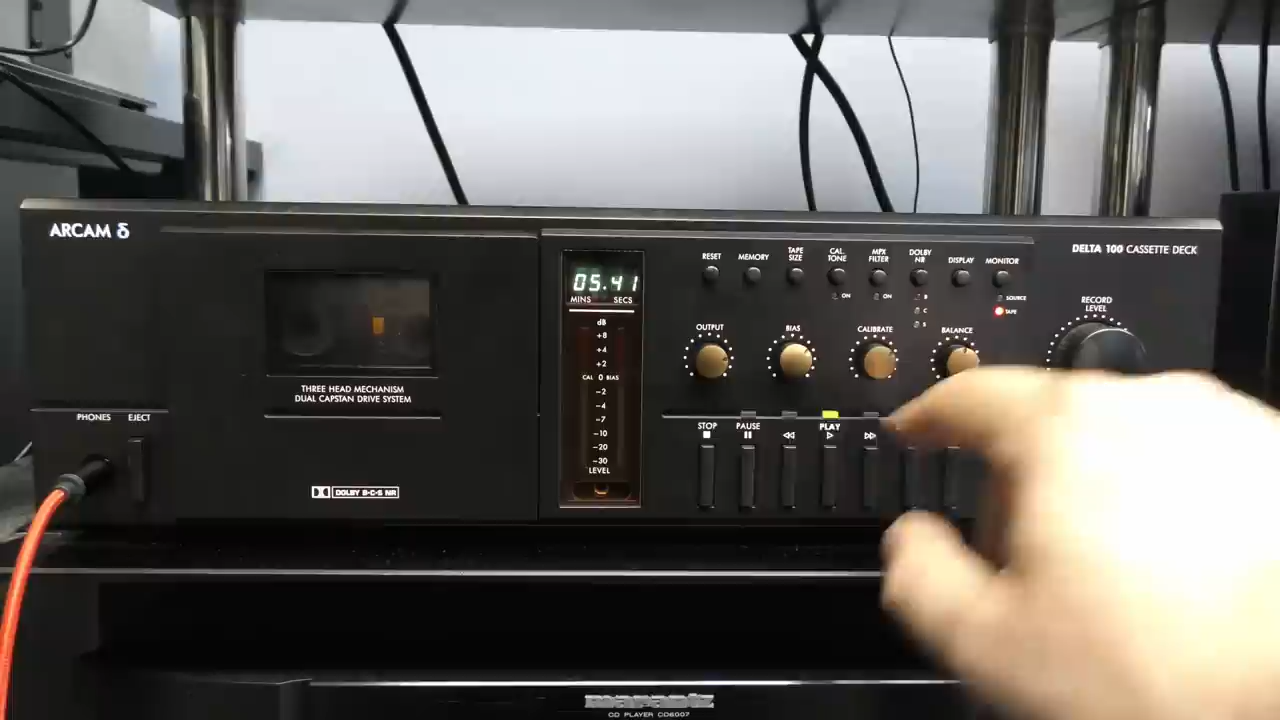 ARCAM δ
DELTA 100 CASSETTE DECK
RESET
MEMORY
TAPE SIZE
CAL. TONE
MPX FILTER
DOLBY NR
DISPLAY
MONITOR
ON
ON
B
C
S
SOURCE
TAPE
05.41
MINS SECS
dB
+8
+4
+2
CAL 0 BIAS
-2
-4
-7
-10
-20
-30
LEVEL
OUTPUT
BIAS
CALIBRATE
BALANCE
RECORD
LEVEL
THREE HEAD MECHANISM
DUAL CAPSTAN DRIVE SYSTEM
PHONES EJECT
STOP
PAUSE
PLAY
DOLBY B-C-S NR
marantz
CD PLAYER CD6007